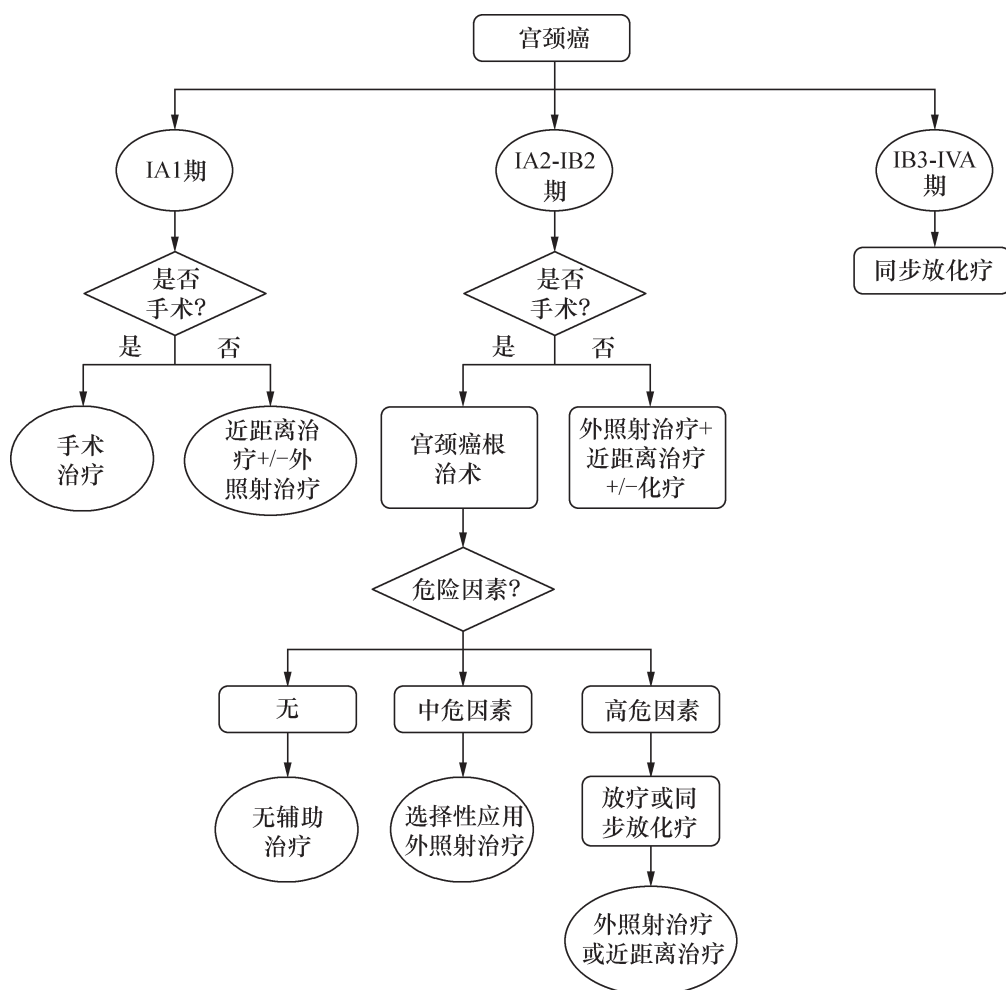 宫颈癌
IA1期
IA2-IB2
期
IB3-IVA
期
是否
手术?
是否
手术?
同步放化疗
是
否
是
否
手术
治疗
近距离治
疗+/−外
照射治疗
宫颈癌根
治术
外照射治疗+
近距离治疗
+/−化疗
危险因素?
无
中危因素
高危因素
无辅助
治疗
选择性应用
外照射治疗
放疗或同
步放化疗
外照射治疗
或近距离治疗